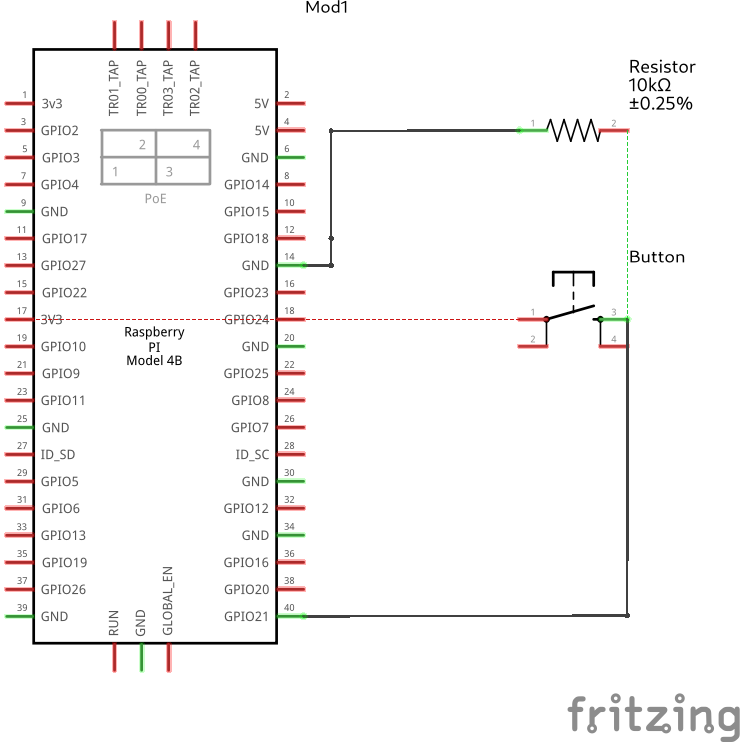 Mod1
TR01_TAP
TR00_TAP
TR03_TAP
TR02_TAP
Resistor
10kΩ
±0.25%
1 3v3 5V 2
3 GPIO2 5V 4
1 2
5 GPIO3 GND 6
2 4
7 GPIO4 GPIO14 8
1 3
PoE
9 GND GPIO15 10
11 GPIO17 GPIO18 12
13 GPIO27 GND 14
Button
15 GPIO22 GPIO23 16
17 3V3 GPIO24 18
1 3
Raspberry
PI
Model 4B
19 GPIO10 GND 20
2 4
21 GPIO9 GPIO25 22
23 GPIO11 GPIO8 24
25 GND GPIO7 26
27 ID_SD ID_SC 28
29 GPIO5 GND 30
31 GPIO6 GPIO12 32
33 GPIO13 GND 34
35 GPIO19 GPIO16 36
37 GPIO26 GPIO20 38
39 GND GPIO21 40
RUN
GND
GLOBAL_EN
fritzing